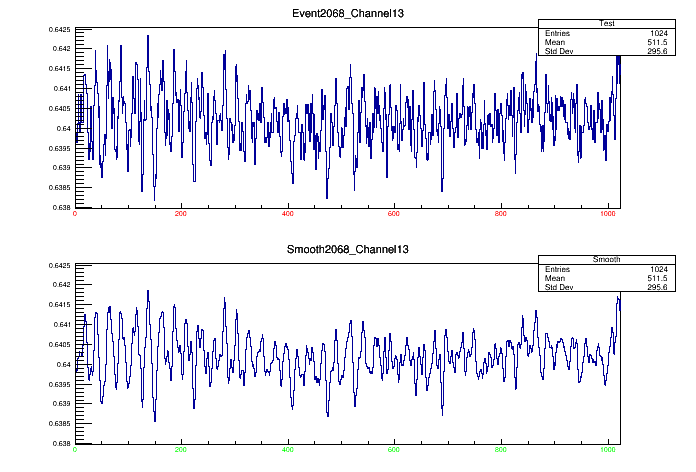 Event2068_Channel13
Test
Entries 1024
Mean 511.5
Std Dev 295.6
0.6425
0.642
0.6415
0.641
0.6405
0.64
0.6395
0.639
0.6385
0.638
0 200 400 600 800 1000
Smooth2068_Channel13
Smooth
Entries 1024
Mean 511.5
Std Dev 295.6
0.6425
0.642
0.6415
0.641
0.6405
0.64
0.6395
0.639
0.6385
0.638
0 200 400 600 800 1000